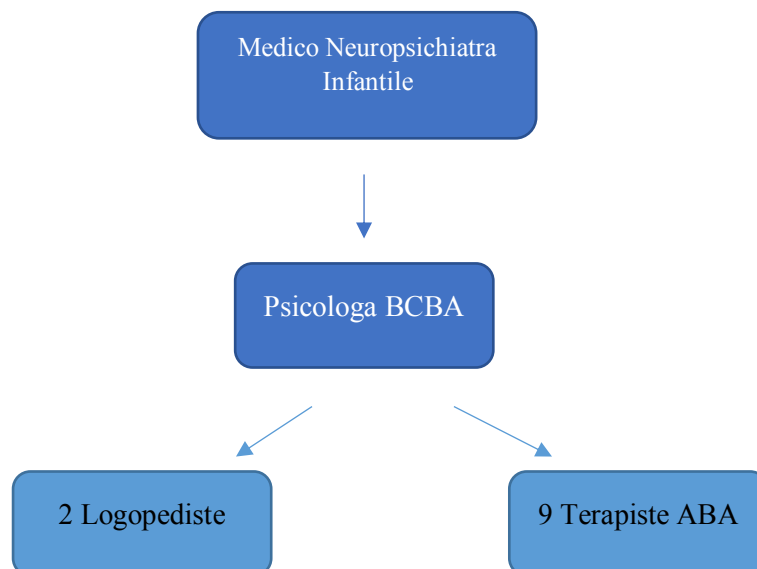 Medico Neuropsichiatra
Infantile
Psicologa BCBA
2 Logopediste
9 Terapiste ABA